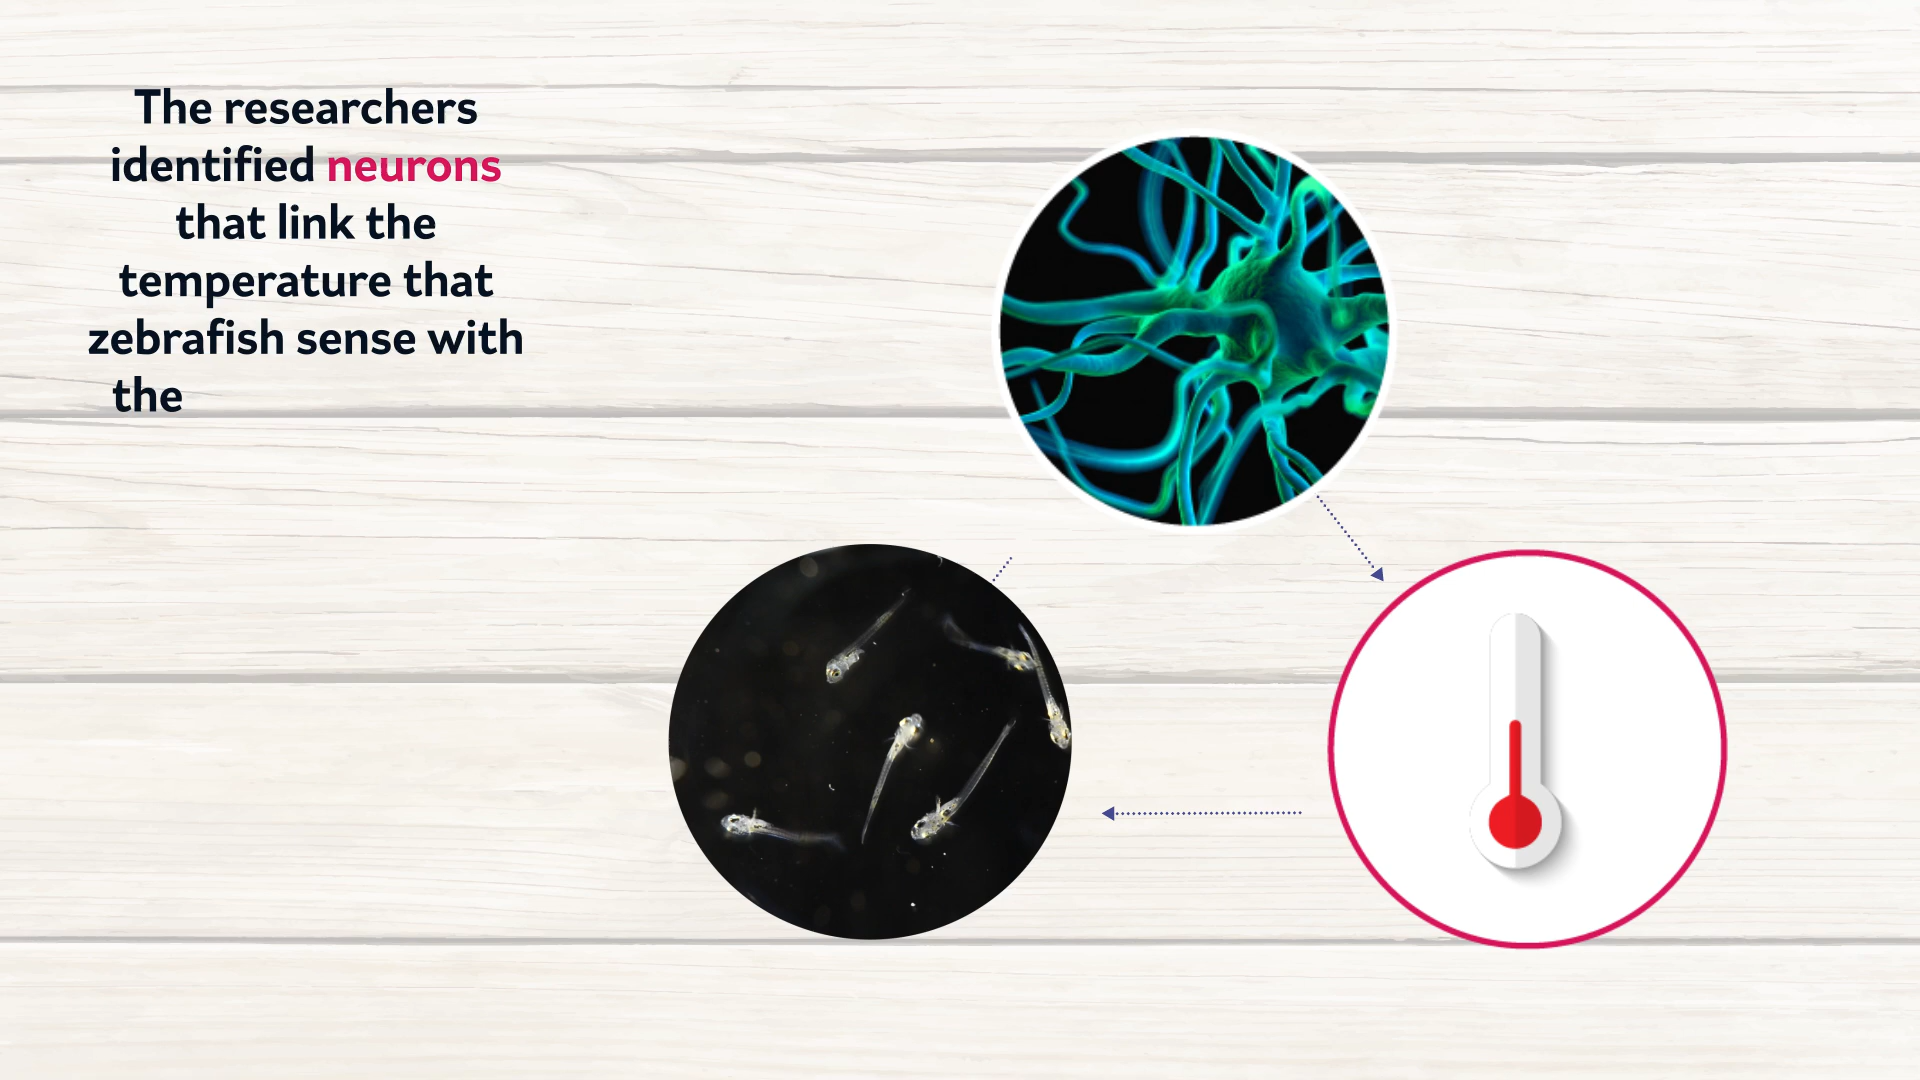 The researchers
identified neurons
that link the
temperature that
zebrafish sense with
the